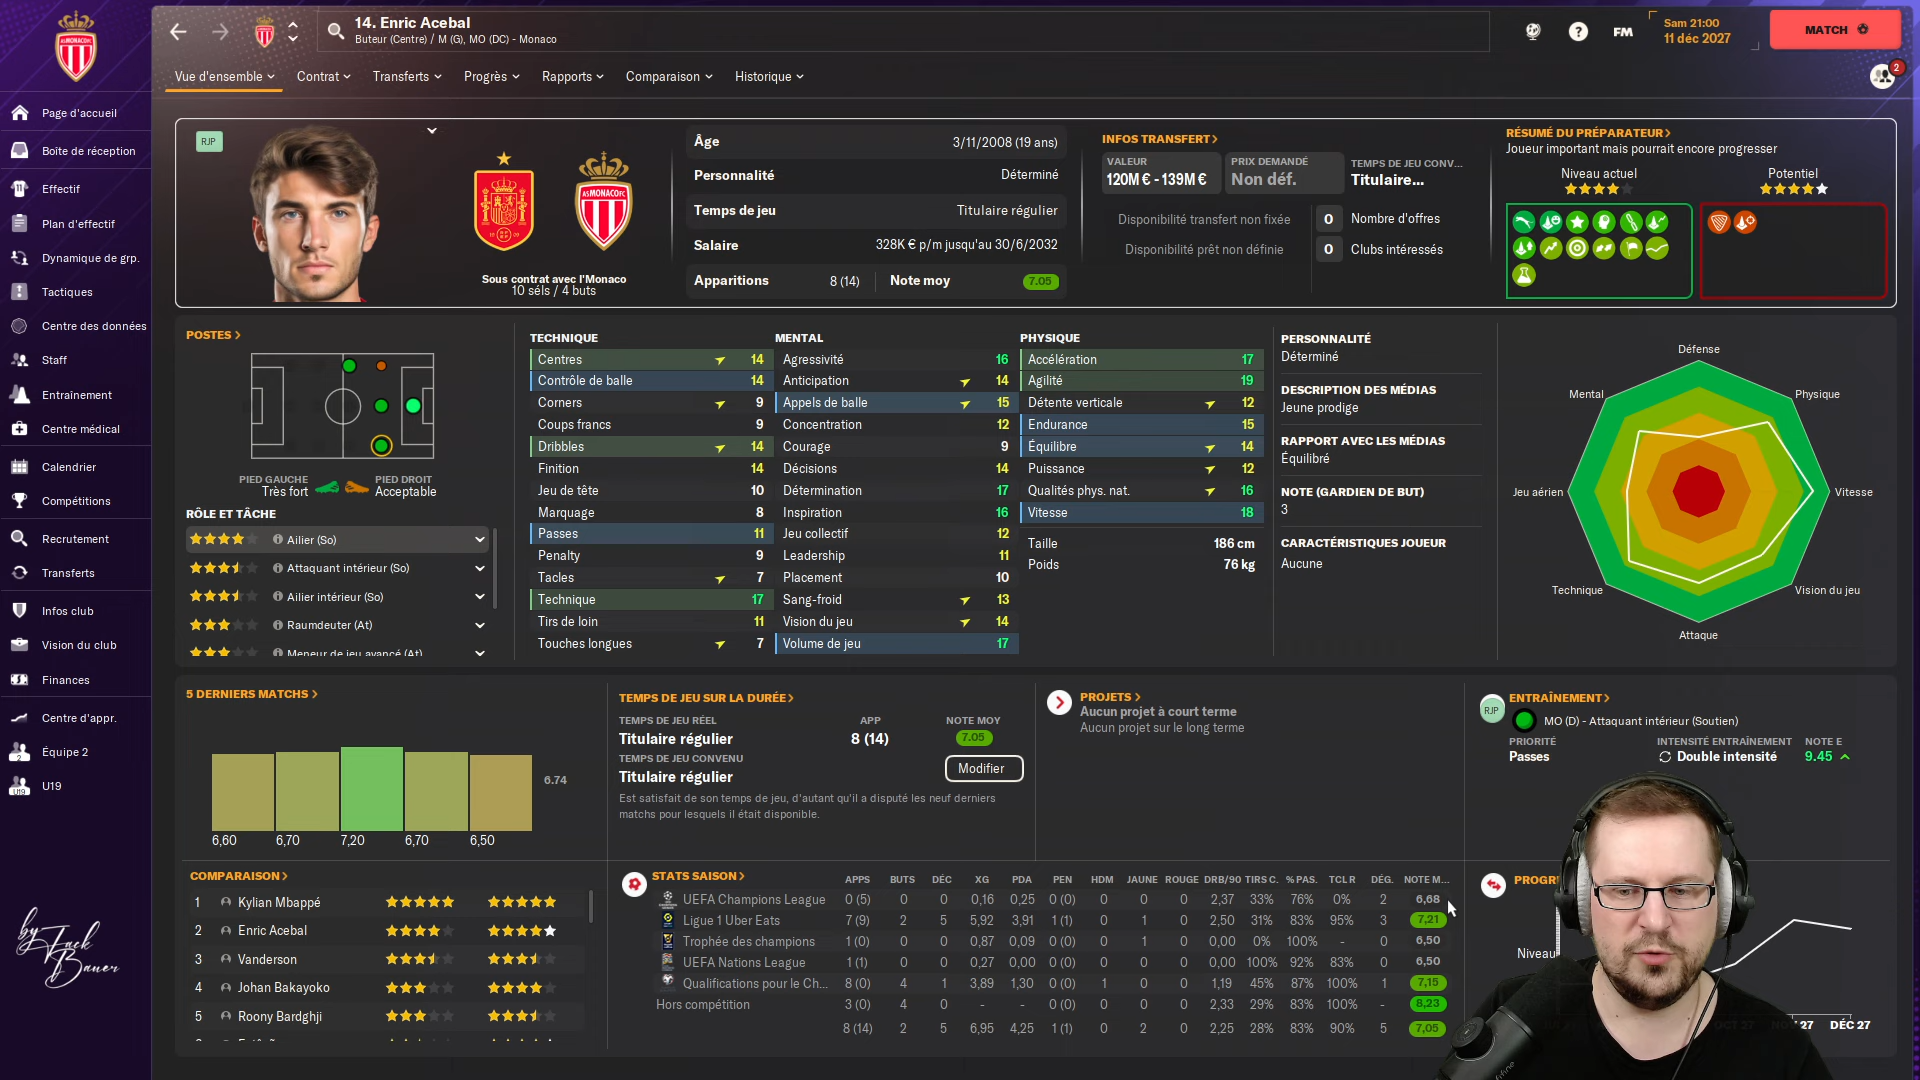 14. Enric Acebal
Buteur (Centre) / M (G), MO (DC) - Monaco
Sam 21:00
11 déc 2027
MATCH
FM
2
Vue d'ensemble
Contrat
Transferts
Progrès
Rapports
Comparaison
Historique
Page d'accueil
Boîte de réception
Effectif
Plan d'effectif
Dynamique de grp.
Tactiques
Centre des données
Staff
Entraînement
Centre médical
Calendrier
Compétitions
Recrutement
Transferts
Infos club
Vision du club
Finances
Centre d'appr.
Équipe 2
U19
by Jack Bauer
RJP
Sous contrat avec l'Monaco
10 séls / 4 buts
Âge 3/11/2008 (19 ans)
Personnalité Déterminé
Temps de jeu Titulaire régulier
Salaire 328K € p/m jusqu'au 30/6/2032
Apparitions 8 (14) Note moy 7.05
INFOS TRANSFERT
VALEUR
120M € - 139M €
PRIX DEMANDÉ
Non déf.
TEMPS DE JEU CONV...
Titulaire...
Disponibilité transfert non fixée
0 Nombre d'offres
Disponibilité prêt non définie
0 Clubs intéressés
RÉSUMÉ DU PRÉPARATEUR
Joueur important mais pourrait encore progresser
Niveau actuel
Potentiel
POSTES
PIED GAUCHE
Très fort
PIED DROIT
Acceptable
RÔLE ET TÂCHE
Ailier (So)
Attaquant intérieur (So)
Ailier intérieur (So)
Raumdeuter (At)
Meneur de jeu avancé (At)
TECHNIQUE
Centres 14
Contrôle de balle 14
Corners 9
Coups francs 9
Dribbles 14
Finition 14
Jeu de tête 10
Marquage 8
Passes 11
Penalty 9
Tacles 7
Technique 17
Tirs de loin 11
Touches longues 7
MENTAL
Agressivité 16
Anticipation 14
Appels de balle 15
Concentration 12
Courage 9
Décisions 14
Détermination 17
Inspiration 16
Jeu collectif 12
Leadership 11
Placement 10
Sang-froid 13
Vision du jeu 14
Volume de jeu 17
PHYSIQUE
Accélération 17
Agilité 19
Détente verticale 12
Endurance 15
Équilibre 14
Puissance 12
Qualités phys. nat. 16
Vitesse 18
Taille 186 cm
Poids 76 kg
PERSONNALITÉ
Déterminé
DESCRIPTION DES MÉDIAS
Jeune prodige
RAPPORT AVEC LES MÉDIAS
Équilibré
NOTE (GARDIEN DE BUT)
3
CARACTÉRISTIQUES JOUEUR
Aucune
Défense
Mental
Physique
Jeu aérien
Vitesse
Technique
Vision du jeu
Attaque
5 DERNIERS MATCHS
6.74
6,60 6,70 7,20 6,70 6,50
TEMPS DE JEU SUR LA DURÉE
TEMPS DE JEU RÉEL APP NOTE MOY
Titulaire régulier 8 (14) 7.05
TEMPS DE JEU CONVENU
Titulaire régulier
Modifier
Est satisfait de son temps de jeu, d'autant qu'il a disputé les neuf derniers
matchs pour lesquels il était disponible.
PROJETS
Aucun projet à court terme
Aucun projet sur le long terme
ENTRAÎNEMENT
RJP
MO (D) - Attaquant intérieur (Soutien)
PRIORITÉ INTENSITÉ ENTRAÎNEMENT NOTE E
Passes Double intensité 9.45
COMPARAISON
1 Kylian Mbappé
2 Enric Acebal
3 Vanderson
4 Johan Bakayoko
5 Roony Bardghji
STATS SAISON
APPS BUTS DÉC XG PDA PEN HDM JAUNE ROUGE DRB/90 TIRS C. % PAS. TCL R DÉG. NOTE M...
UEFA Champions League 0 (5) 0 0 0,16 0,25 0 (0) 0 0 0 2,37 33% 76% 0% 2 6,68
Ligue 1 Uber Eats 7 (9) 2 5 5,92 3,91 1 (1) 0 1 0 2,50 31% 83% 95% 3 7,21
Trophée des champions 1 (0) 0 0 0,87 0,09 0 (0) 0 1 0 0,00 0% 100% - 0 6,50
UEFA Nations League 1 (1) 0 0 0,27 0,00 0 (0) 0 0 0 0,00 100% 92% 83% 0 6,50
Qualifications pour le Ch... 8 (0) 4 1 3,89 1,30 0 (0) 1 0 0 1,19 45% 87% 100% 1 7,15
Hors compétition 3 (0) 4 0 - - 0 (0) 0 0 0 2,33 29% 83% 100% - 8,23
8 (14) 2 5 6,95 4,25 1 (1) 0 2 0 2,25 28% 83% 90% 5 7,05
PROGR
Niveau
OCT 27
27
DÉC 27